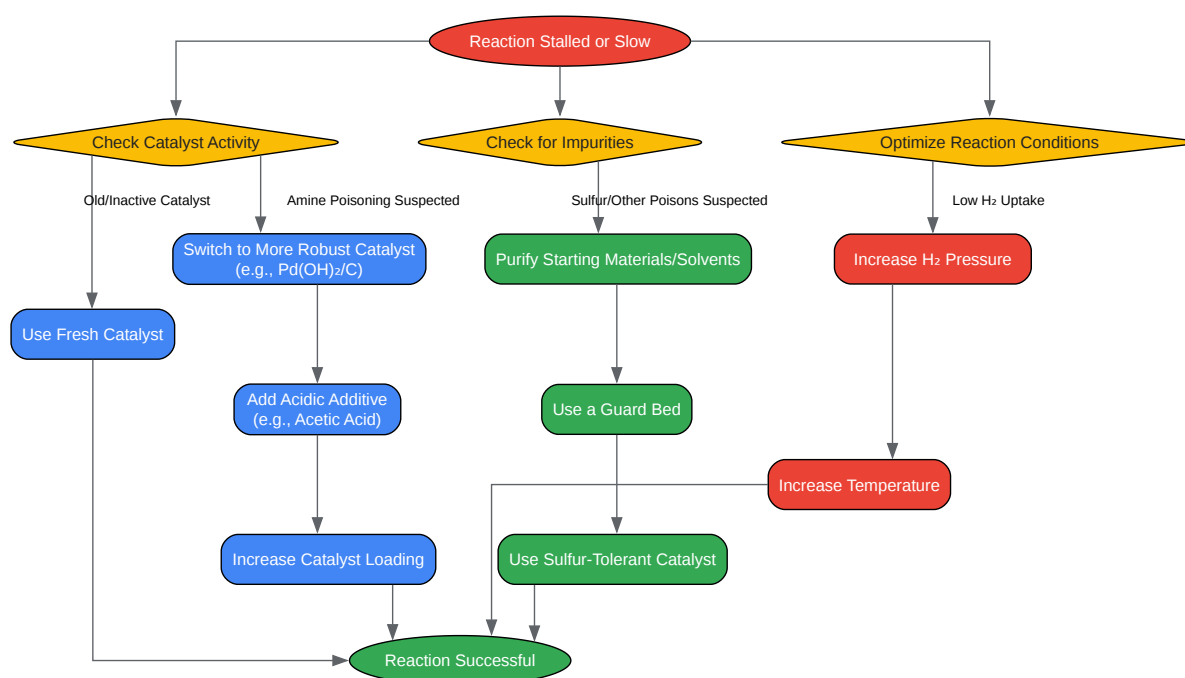 Reaction Stalled or Slow
Check Catalyst Activity
Check for Impurities
Optimize Reaction Conditions
Old/Inactive Catalyst
Amine Poisoning Suspected
Sulfur/Other Poisons Suspected
Low H₂ Uptake
Switch to More Robust Catalyst
(e.g., Pd(OH)₂/C)
Purify Starting Materials/Solvents
Increase H₂ Pressure
Use Fresh Catalyst
Add Acidic Additive
(e.g., Acetic Acid)
Use a Guard Bed
Increase Temperature
Increase Catalyst Loading
Use Sulfur-Tolerant Catalyst
Reaction Successful